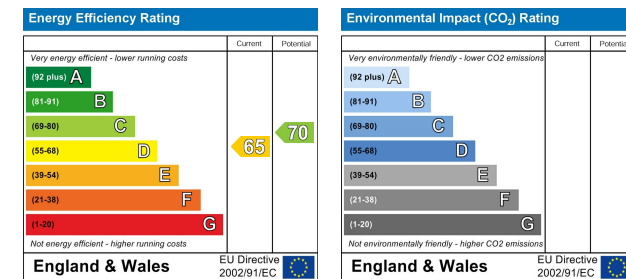 Energy Efficiency Rating
Current Potential
Very energy efficient - lower running costs
(92 plus) A
(81-91) B
(69-80) C
(55-68) D
(39-54) E
(21-38) F
(1-20) G
65
70
Not energy efficient - higher running costs
England & Wales
EU Directive
2002/91/EC
Environmental Impact (CO₂) Rating
Current Potential
Very environmentally friendly - lower CO2 emissions
(92 plus) A
(81-91) B
(69-80) C
(55-68) D
(39-54) E
(21-38) F
(1-20) G
Not environmentally friendly - higher CO2 emissions
England & Wales
EU Directive
2002/91/EC